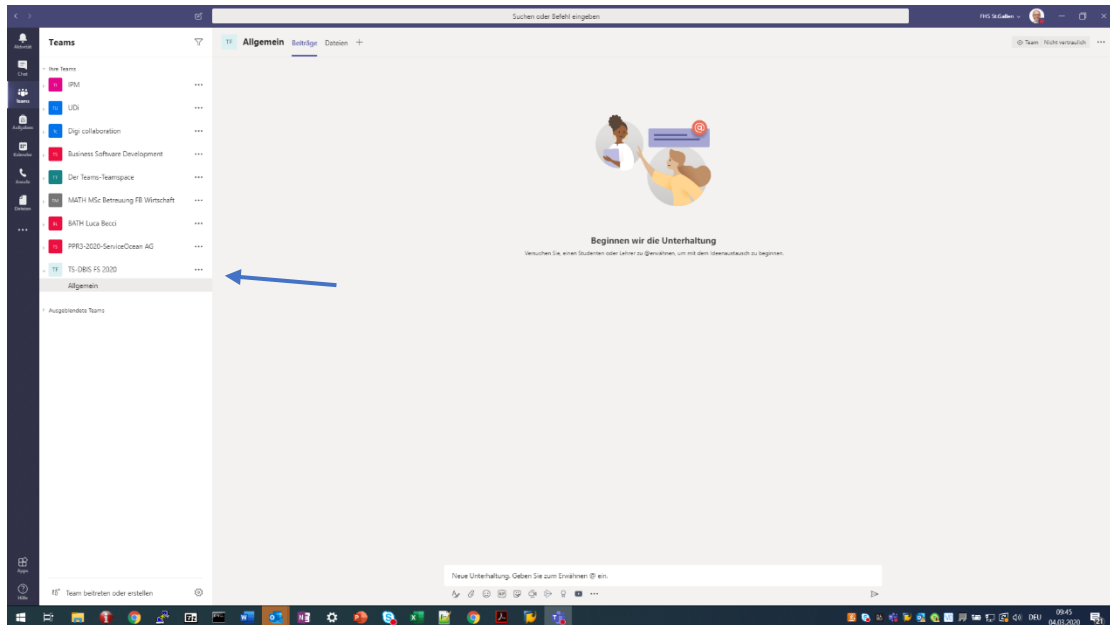 Suchen oder Befehl eingeben
FHS St.Gallen
Aktivität
Chat
Teams
Aufgaben
Kalender
Anrufe
Dateien
Apps
Hilfe
Teams
Ihre Teams
IPM
UDi
Digi collaboration
Business Software Development
Der Teams-Teamspace
MATH MSc Betreuung FB Wirtschaft
BATH Luca Becci
PPR3-2020-ServiceOcean AG
TF TS-DBIS FS 2020
Allgemein
Ausgeblendete Teams
Team beitreten oder erstellen
TF Allgemein Beiträge Dateien +
Team Nicht vertraulich
Beginnen wir die Unterhaltung
Versuchen Sie, einen Studenten oder Lehrer zu @erwähnen, um mit dem Ideenaustausch zu beginnen.
Neue Unterhaltung. Geben Sie zum Erwähnen @ ein.
DEU
09:45
04.03.2020